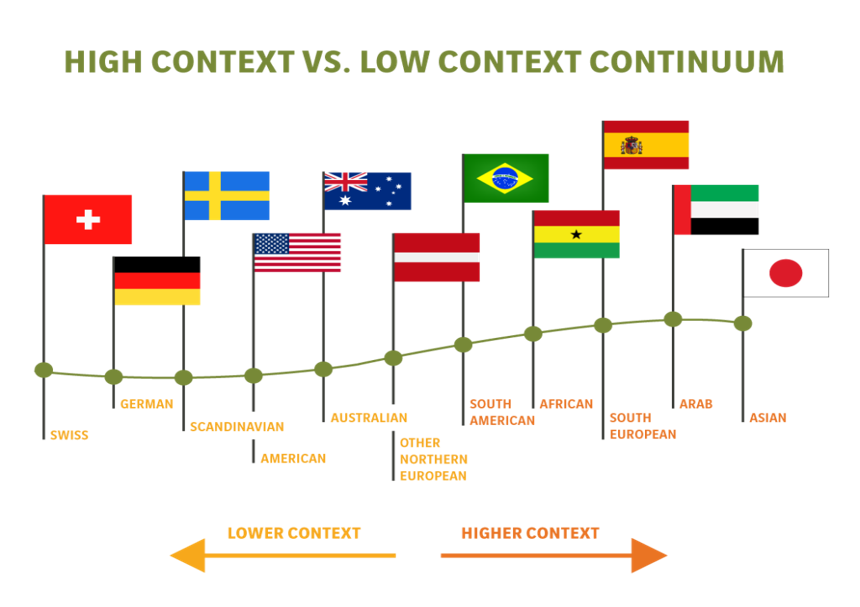 HIGH CONTEXT VS. LOW CONTEXT CONTINUUM
SWISS
GERMAN
SCANDINAVIAN
AMERICAN
AUSTRALIAN
OTHER
NORTHERN
EUROPEAN
SOUTH
AMERICAN
AFRICAN
SOUTH
EUROPEAN
ARAB
ASIAN
LOWER CONTEXT
HIGHER CONTEXT